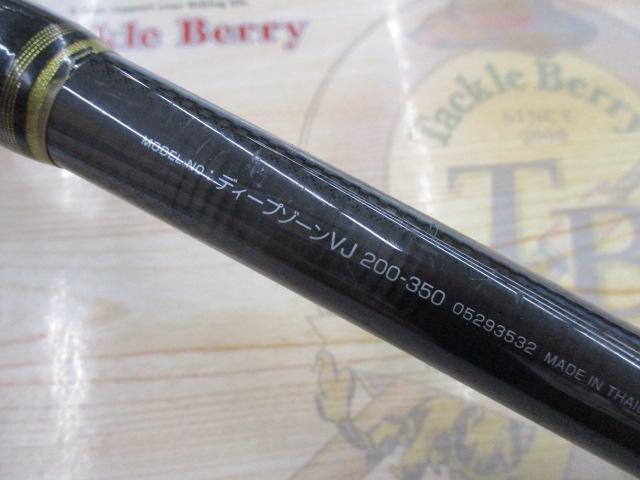 Tackle Berry
Tackle Berry
SINCE
TB
MODEL NO : ディープゾーンVJ 200-350 05293532 MADE IN THAI